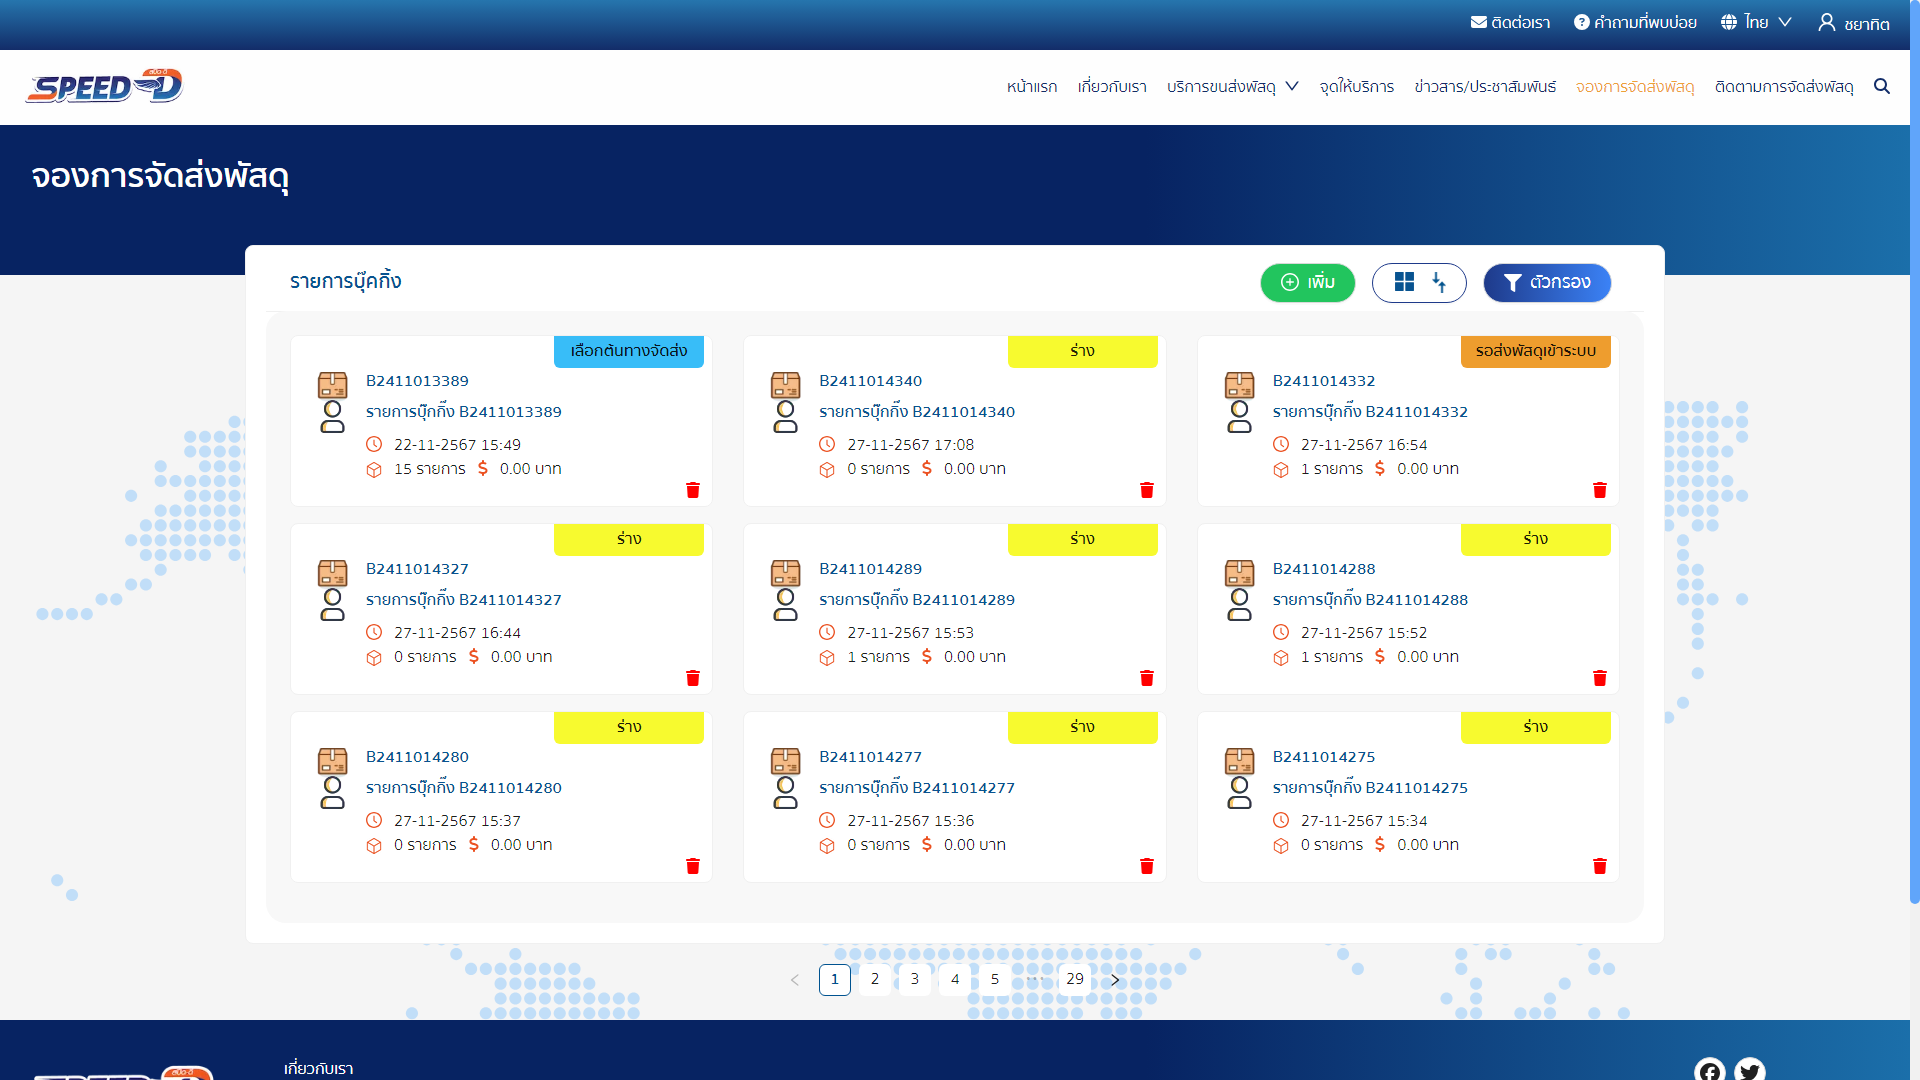 ติดต่อเรา คำถามที่พบบ่อย ไทย ชยาทิต
SPEED-D สปีด-ดี
หน้าแรก เกี่ยวกับเรา บริการขนส่งพัสดุ จุดให้บริการ ข่าวสาร/ประชาสัมพันธ์ จองการจัดส่งพัสดุ ติดตามการจัดส่งพัสดุ
จองการจัดส่งพัสดุ
รายการบุ๊คกิ้ง
เพิ่ม ตัวกรอง
เลือกต้นทางจัดส่ง
B2411013389
รายการบุ๊กกิ๊ง B2411013389
22-11-2567 15:49
15 รายการ 0.00 บาท
ร่าง
B2411014340
รายการบุ๊กกิ๊ง B2411014340
27-11-2567 17:08
0 รายการ 0.00 บาท
รอส่งพัสดุเข้าระบบ
B2411014332
รายการบุ๊กกิ๊ง B2411014332
27-11-2567 16:54
1 รายการ 0.00 บาท
ร่าง
B2411014327
รายการบุ๊กกิ๊ง B2411014327
27-11-2567 16:44
0 รายการ 0.00 บาท
ร่าง
B2411014289
รายการบุ๊กกิ๊ง B2411014289
27-11-2567 15:53
1 รายการ 0.00 บาท
ร่าง
B2411014288
รายการบุ๊กกิ๊ง B2411014288
27-11-2567 15:52
1 รายการ 0.00 บาท
ร่าง
B2411014280
รายการบุ๊กกิ๊ง B2411014280
27-11-2567 15:37
0 รายการ 0.00 บาท
ร่าง
B2411014277
รายการบุ๊กกิ๊ง B2411014277
27-11-2567 15:36
0 รายการ 0.00 บาท
ร่าง
B2411014275
รายการบุ๊กกิ๊ง B2411014275
27-11-2567 15:34
0 รายการ 0.00 บาท
1 2 3 4 5 ••• 29
เกี่ยวกับเรา